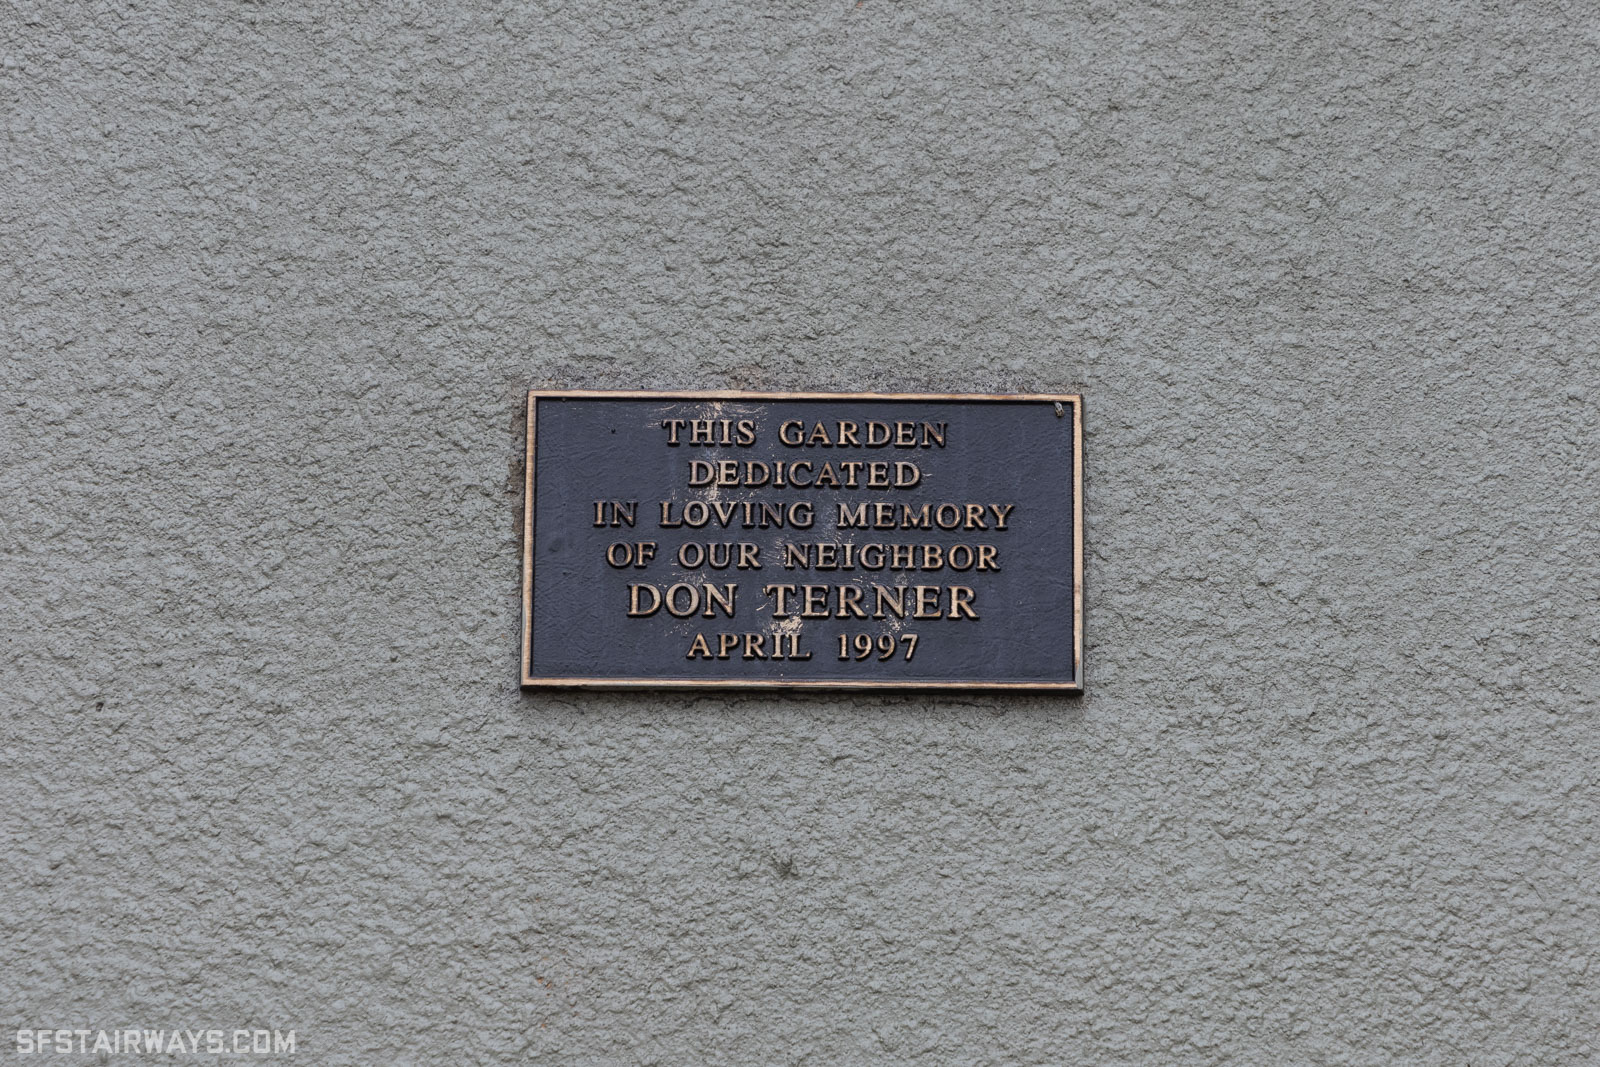 THIS GARDEN
DEDICATED
IN LOVING MEMORY
OF OUR NEIGHBOR
DON TERNER
APRIL 1997
SFSTAIRWAYS.COM